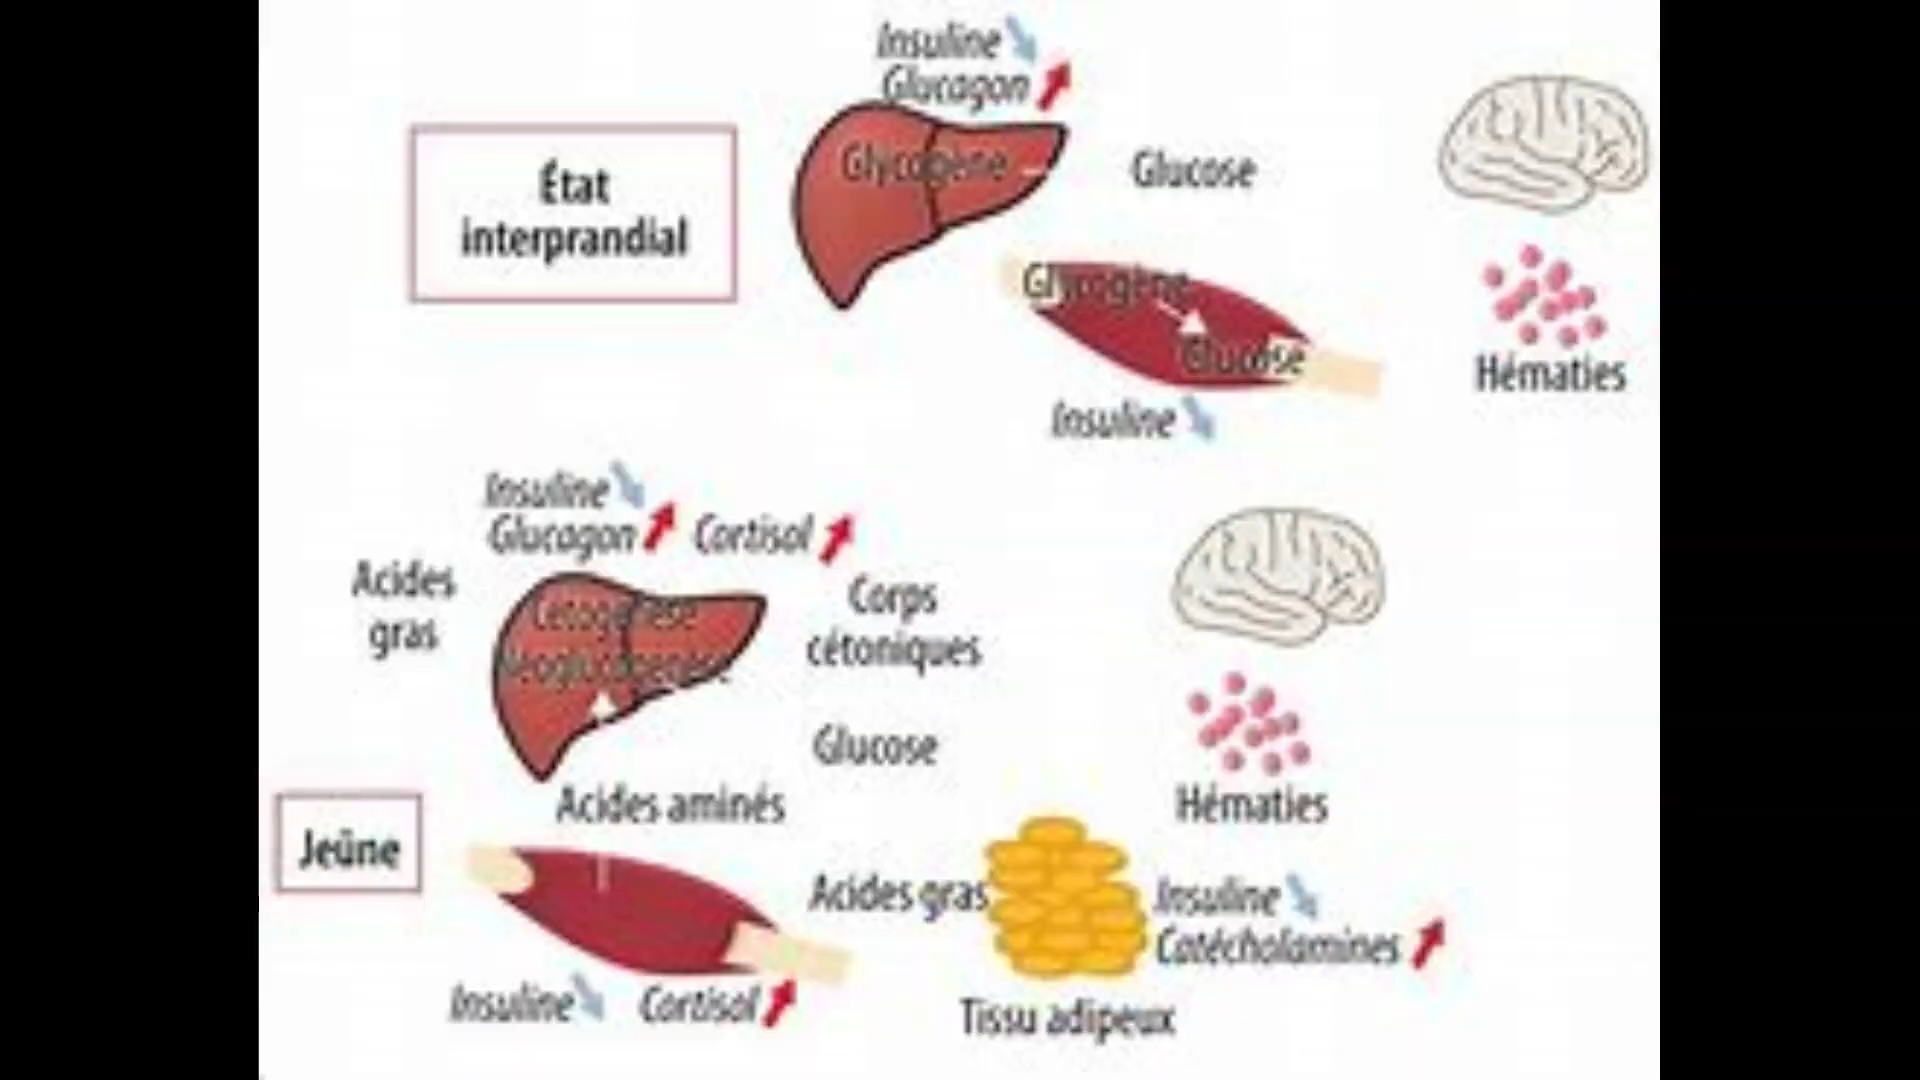 Insuline
Glucagon
État
interprandial
Glycogène
Glucose
Glycogène
Glucose
Hématies
Insuline
Insuline
Glucagon
Cortisol
Acides
gras
Cétogenèse
Néoglucogenèse
Corps
cétoniques
Glucose
Acides aminés
Hématies
Jeûne
Acides gras
Insuline
Catécholamines
Insuline
Cortisol
Tissu adipeux